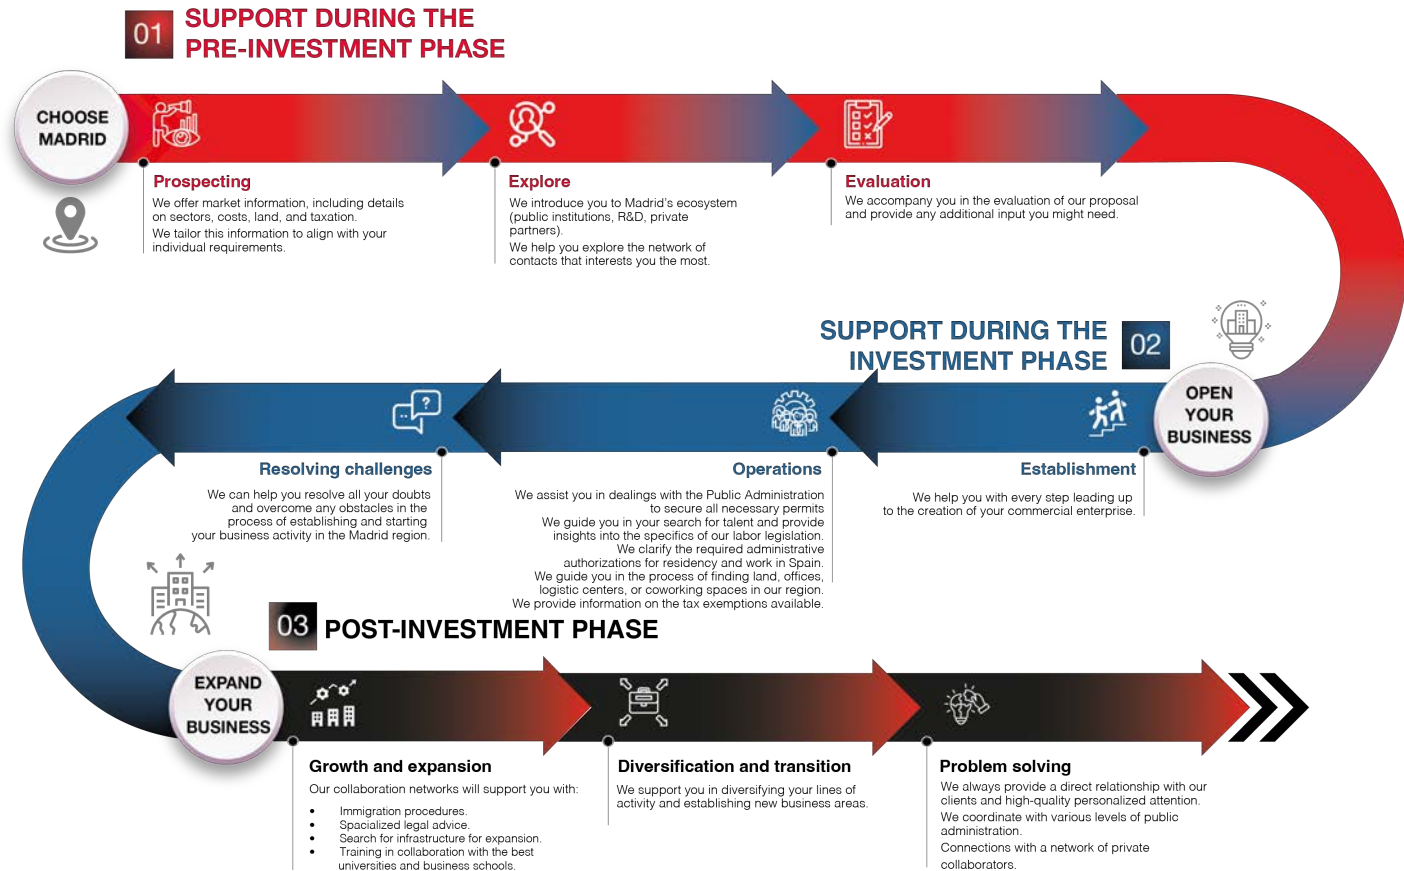 01
SUPPORT DURING THE
PRE-INVESTMENT PHASE
CHOOSE
MADRID
Prospecting
We offer market information, including details
on sectors, costs, land, and taxation.
We tailor this information to align with your
individual requirements.
Explore
We introduce you to Madrid's ecosystem
(public institutions, R&D, private
partners).
We help you explore the network of
contacts that interests you the most.
Evaluation
We accompany you in the evaluation of our proposal
and provide any additional input you might need.
SUPPORT DURING THE
INVESTMENT PHASE
02
OPEN
YOUR
BUSINESS
Establishment
We help you with every step leading up
to the creation of your commercial enterprise.
Operations
We assist you in dealings with the Public Administration
to secure all necessary permits
We guide you in your search for talent and provide
insights into the specifics of our labor legislation.
We clarify the required administrative
authorizations for residency and work in Spain.
We guide you in the process of finding land, offices,
logistic centers, or coworking spaces in our region.
We provide information on the tax exemptions available.
Resolving challenges
We can help you resolve all your doubts
and overcome any obstacles in the
process of establishing and starting
your business activity in the Madrid region.
03
POST-INVESTMENT PHASE
EXPAND
YOUR
BUSINESS
Growth and expansion
Our collaboration networks will support you with:
• Immigration procedures.
• Spacialized legal advice.
• Search for infrastructure for expansion.
• Training in collaboration with the best
universities and business schools.
Diversification and transition
We support you in diversifying your lines of
activity and establishing new business areas.
Problem solving
We always provide a direct relationship with our
clients and high-quality personalized attention.
We coordinate with various levels of public
administration.
Connections with a network of private
collaborators.